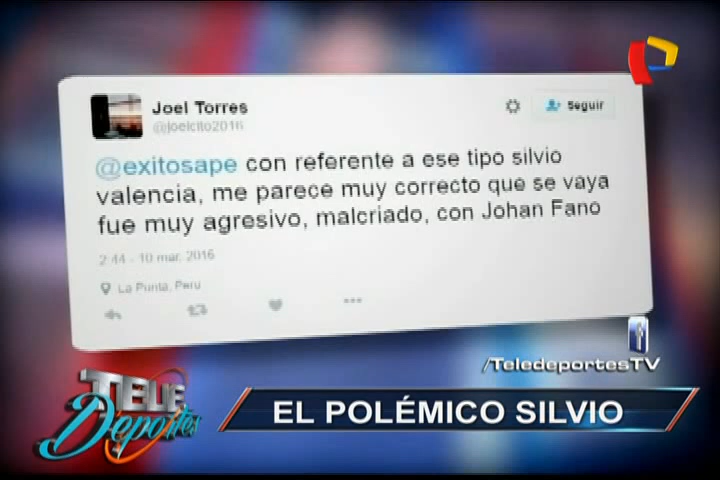 Joel Torres
@joelcito2016
Seguir
@exitosape con referente a ese tipo silvio
valencia, me parece muy correcto que se vaya
fue muy agresivo, malcriado, con Johan Fano
2:44 - 10 mar. 2016
La Punta, Peru
/TeledeportesTV
TELE
Deportes
EL POLÉMICO SILVIO